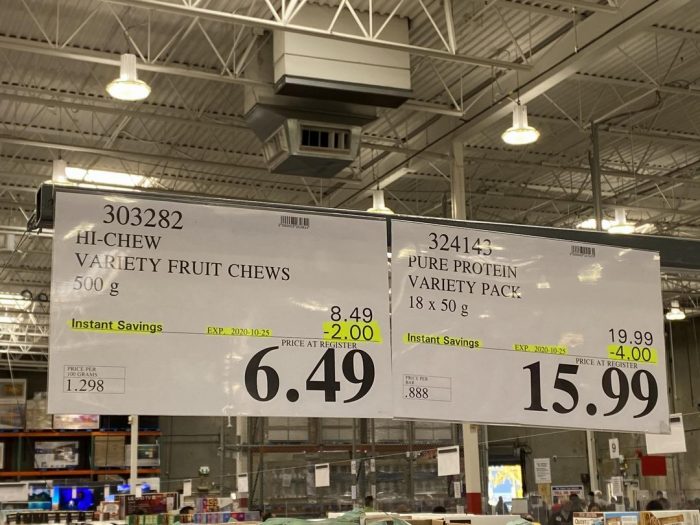 303282
HI-CHEW
VARIETY FRUIT CHEWS
500 g
8.49
Instant Savings EXP. 2020-10-25 -2.00
PRICE AT REGISTER
6.49
PRICE PER
100 GRAMS
1.298
324143
PURE PROTEIN
VARIETY PACK
18 x 50 g
19.99
Instant Savings EXP. 2020-10-25 -4.00
PRICE AT REGISTER
15.99
PRICE PER
BAR
.888
9